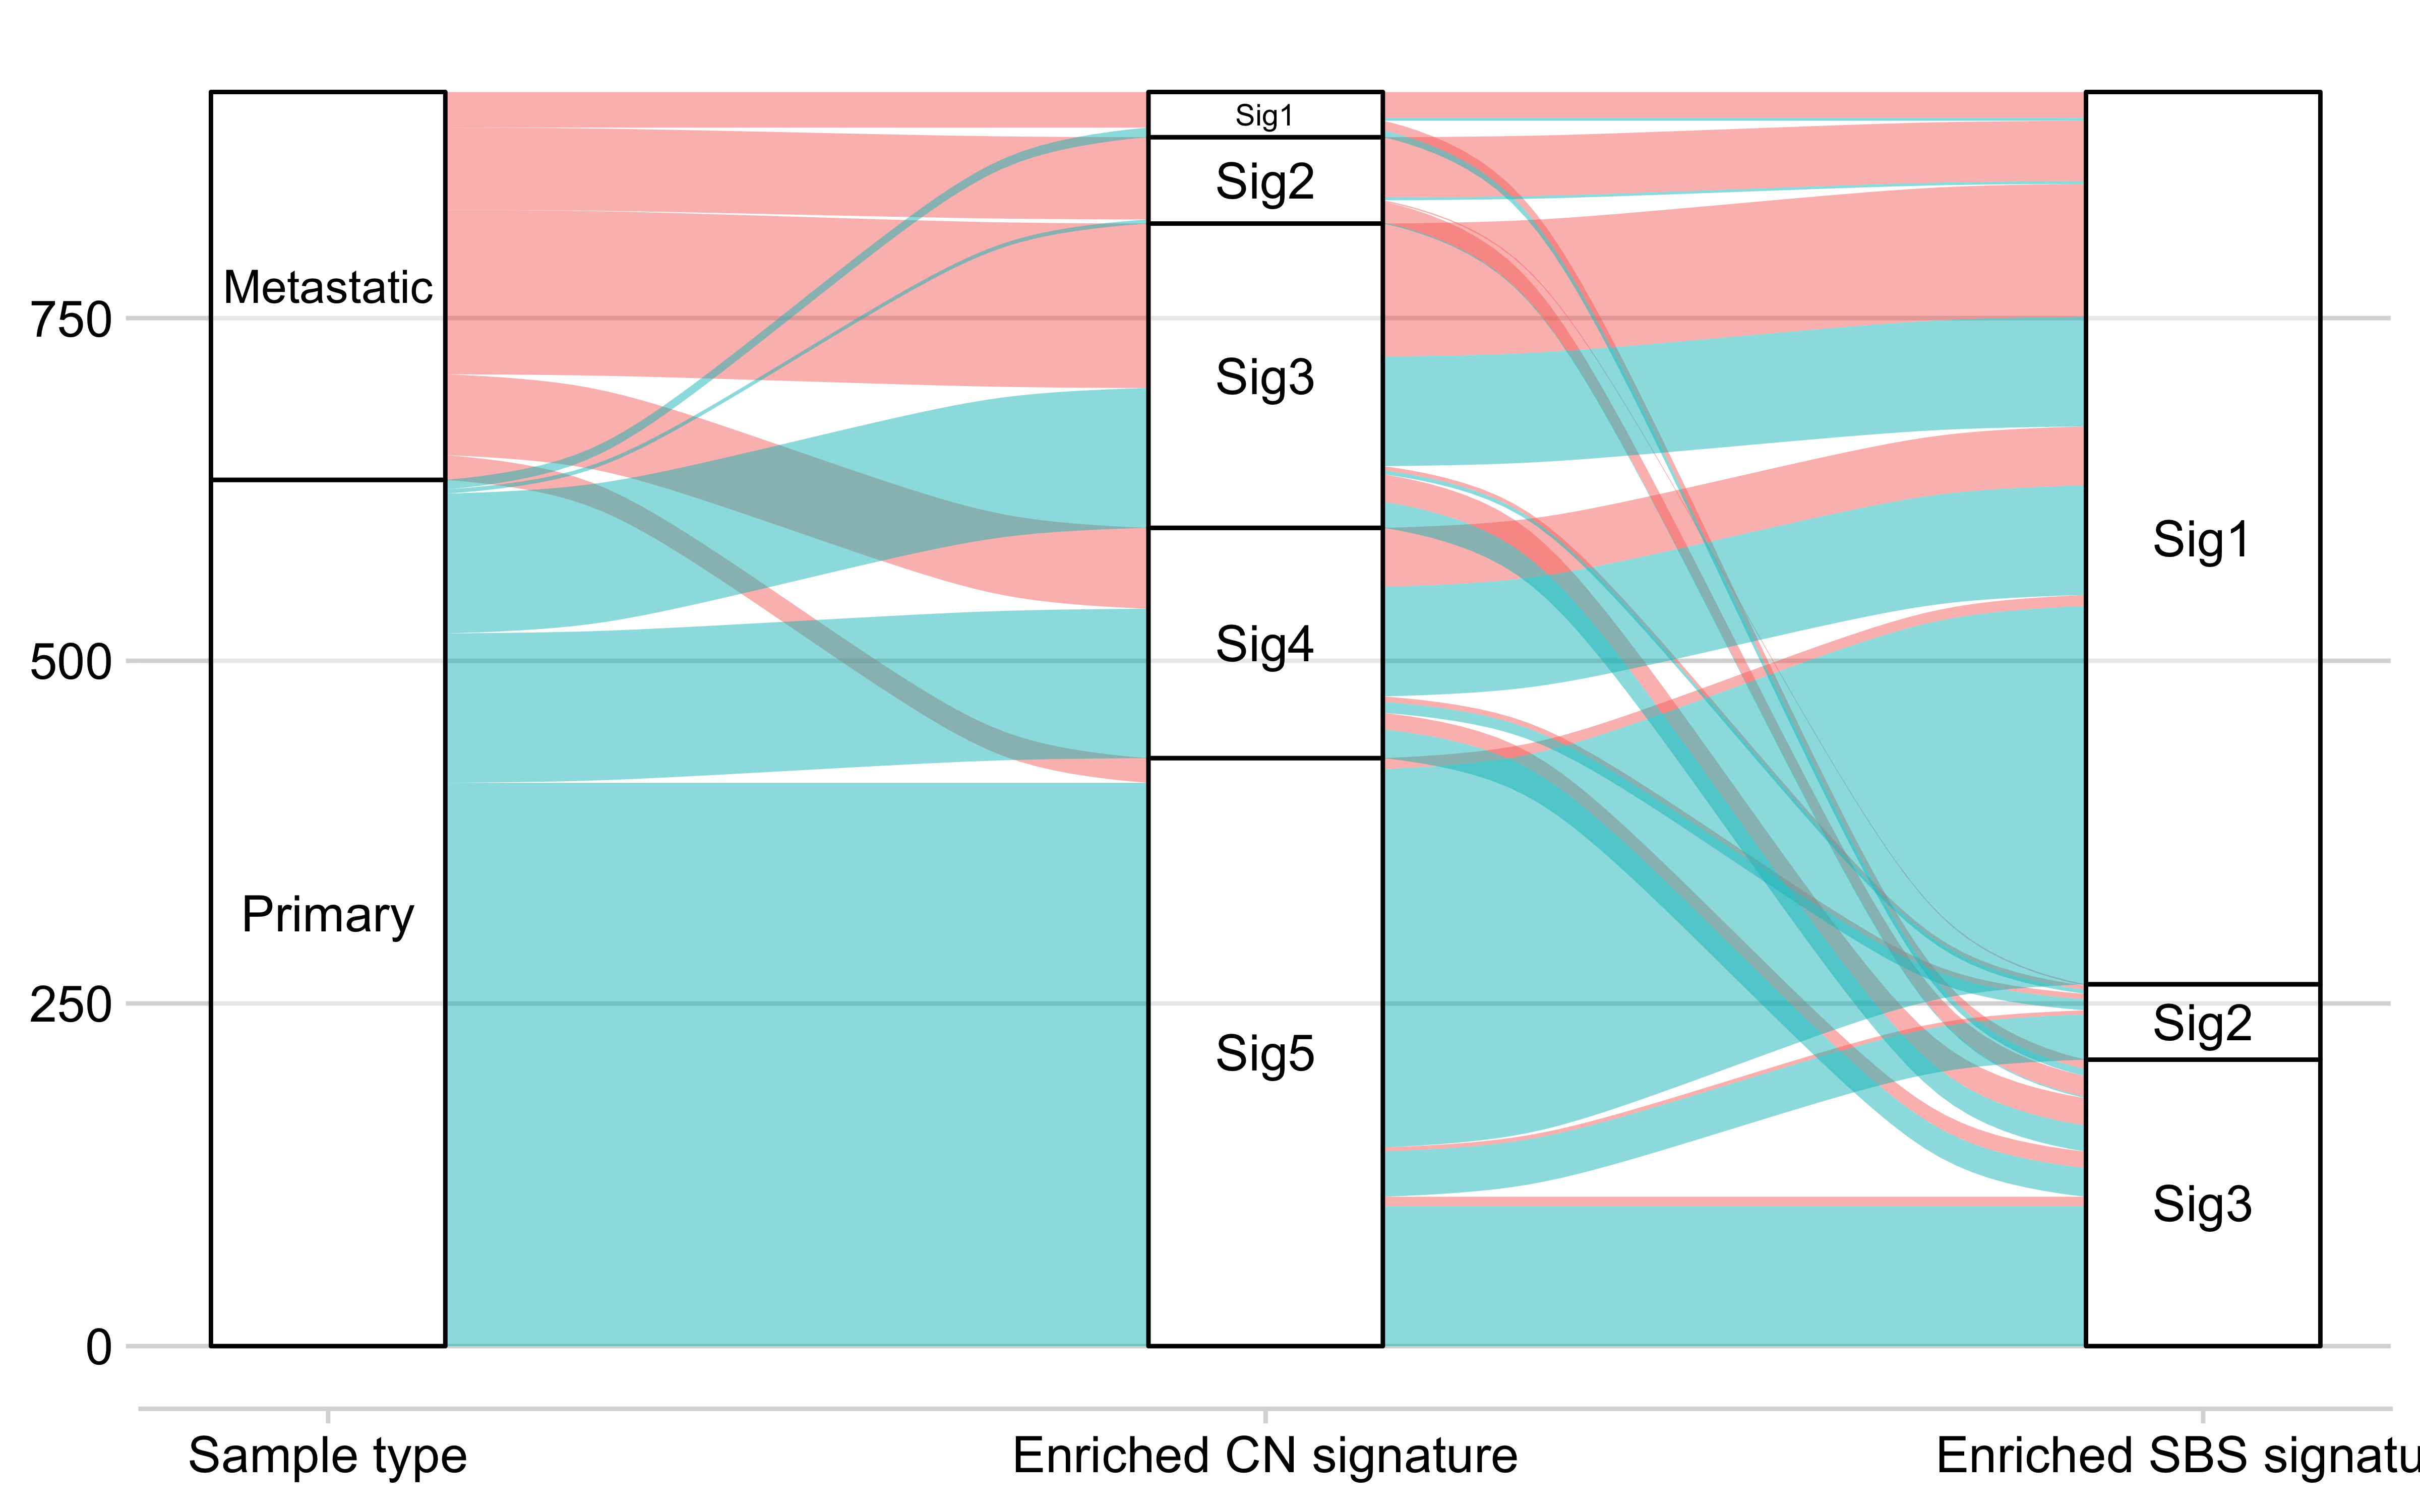 750
500
250
0
Metastatic
Primary
Sig1
Sig2
Sig3
Sig4
Sig5
Sig1
Sig2
Sig3
Sample type
Enriched CN signature
Enriched SBS signatu